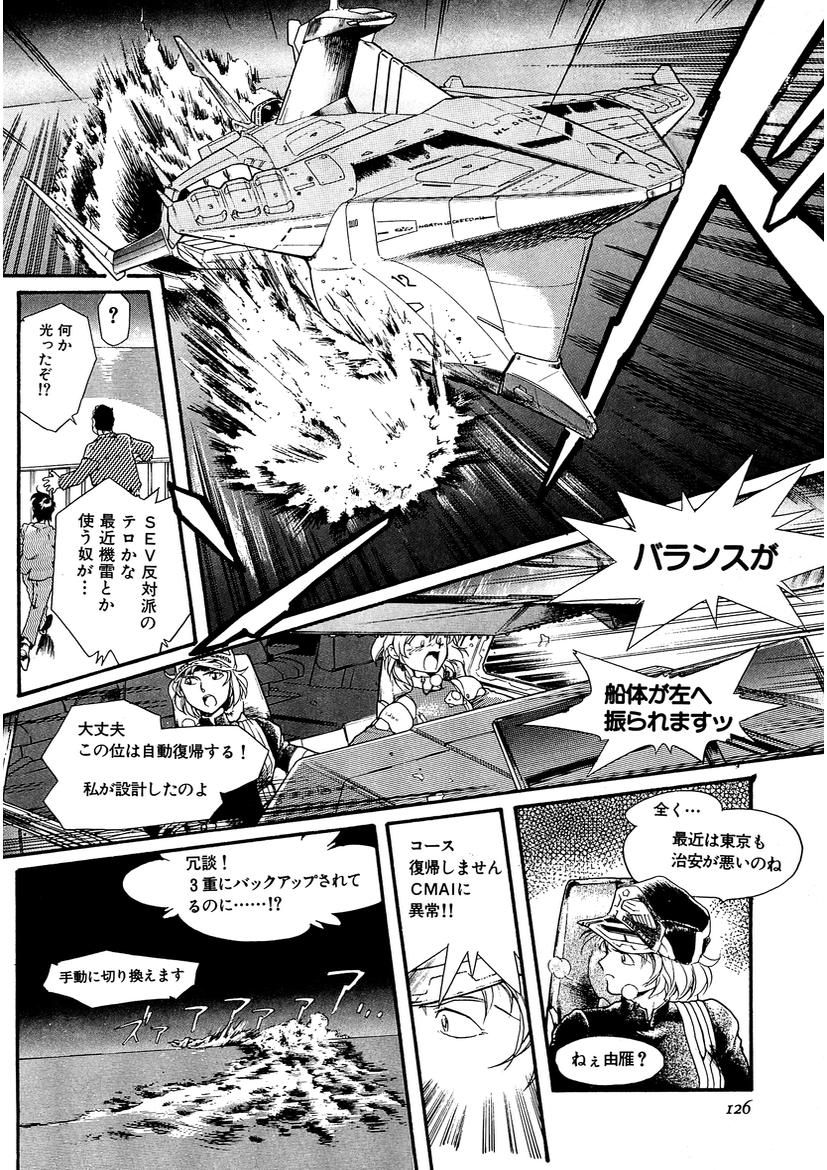 ?
何か
光ったぞ!?
SEV反対派の
テロかな
最近機雷とか
使う奴が…
バランスが
船体が左へ
振られますッ
大丈夫
この位は自動復帰する!
私が設計したのよ
全く…
最近は東京も
治安が悪いのね
ねぇ由雁?
コース
復帰しません
CMAIに
異常!!
冗談!
3重にバックアップされて
るのに……!?
手動に切り換えます
ズァァァァァァ…
12
126